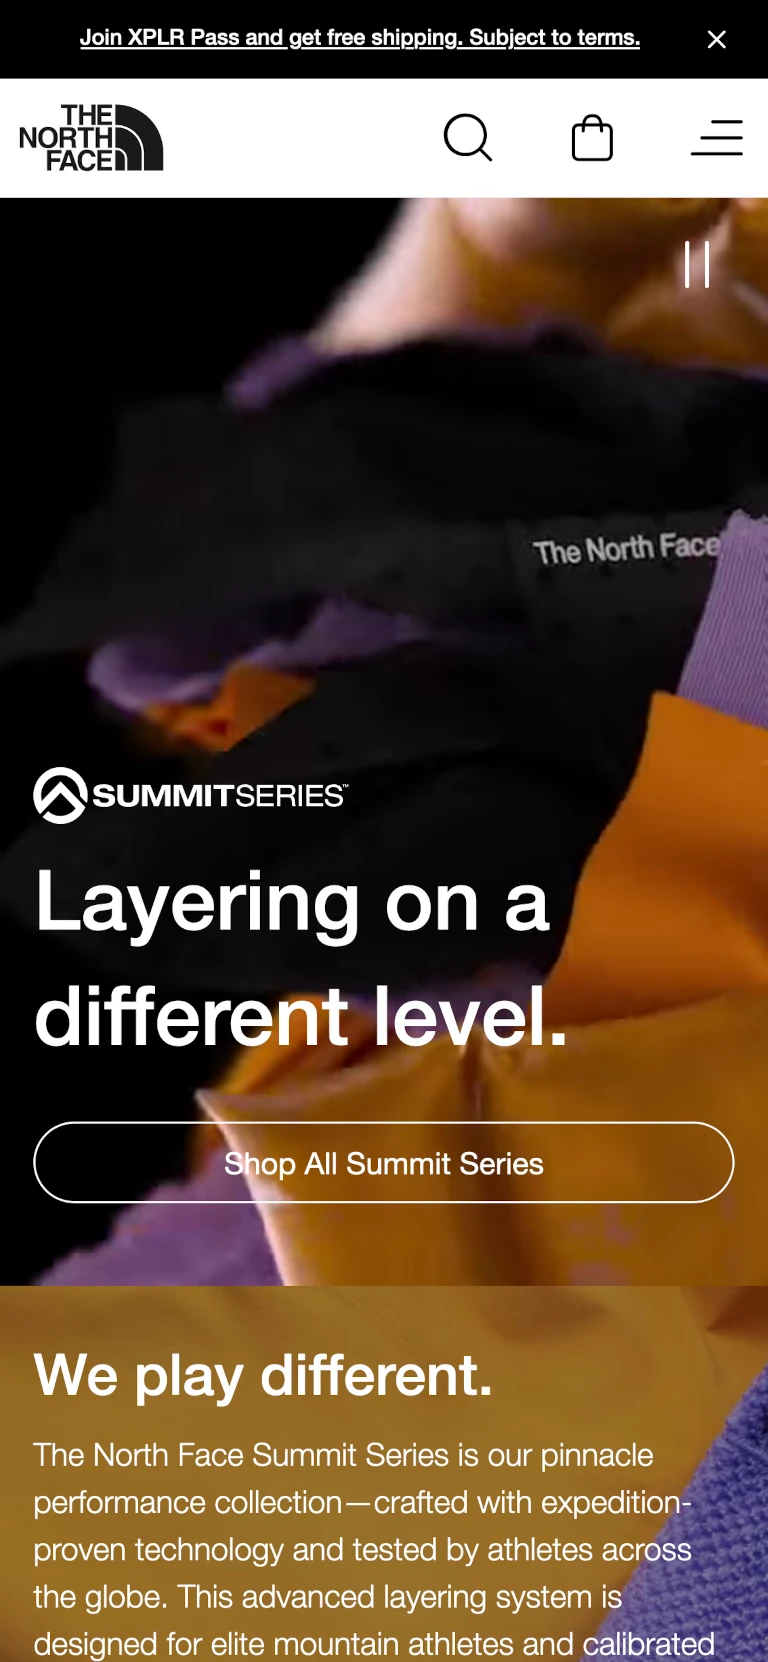 Join XPLR Pass and get free shipping. Subject to terms.
THE
NORTH
FACE
The North Face
SUMMITSERIES™
Layering on a
different level.
Shop All Summit Series
We play different.
The North Face Summit Series is our pinnacle
performance collection—crafted with expedition-
proven technology and tested by athletes across
the globe. This advanced layering system is
designed for elite mountain athletes and calibrated